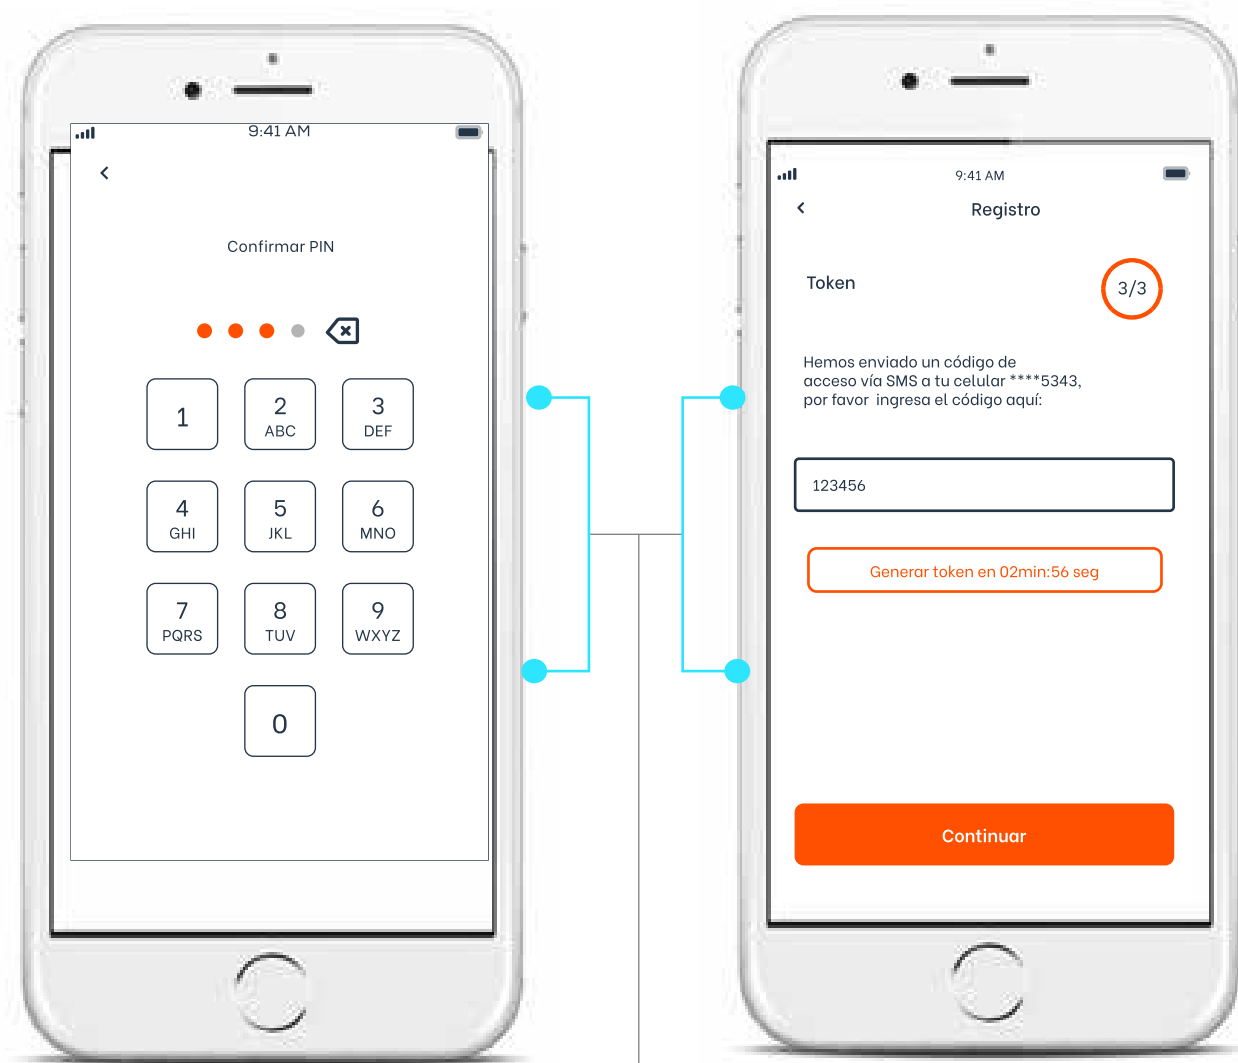 9:41 AM
Confirmar PIN
1
2
ABC
3
DEF
4
GHI
5
JKL
6
MNO
7
PQRS
8
TUV
9
WXYZ
0
9:41 AM
Registro
Token
3/3
Hemos enviado un código de
acceso vía SMS a tu celular ****5343,
por favor ingresa el código aquí:
123456
Generar token en 02min:56 seg
Continuar